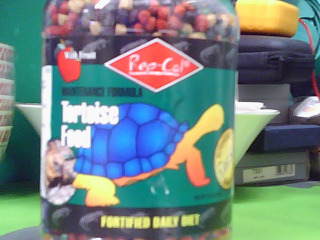 With Fruit
Rep-Cal®
MAINTENANCE FORMULA
Tortoise
Food
FORTIFIED DAILY DIET